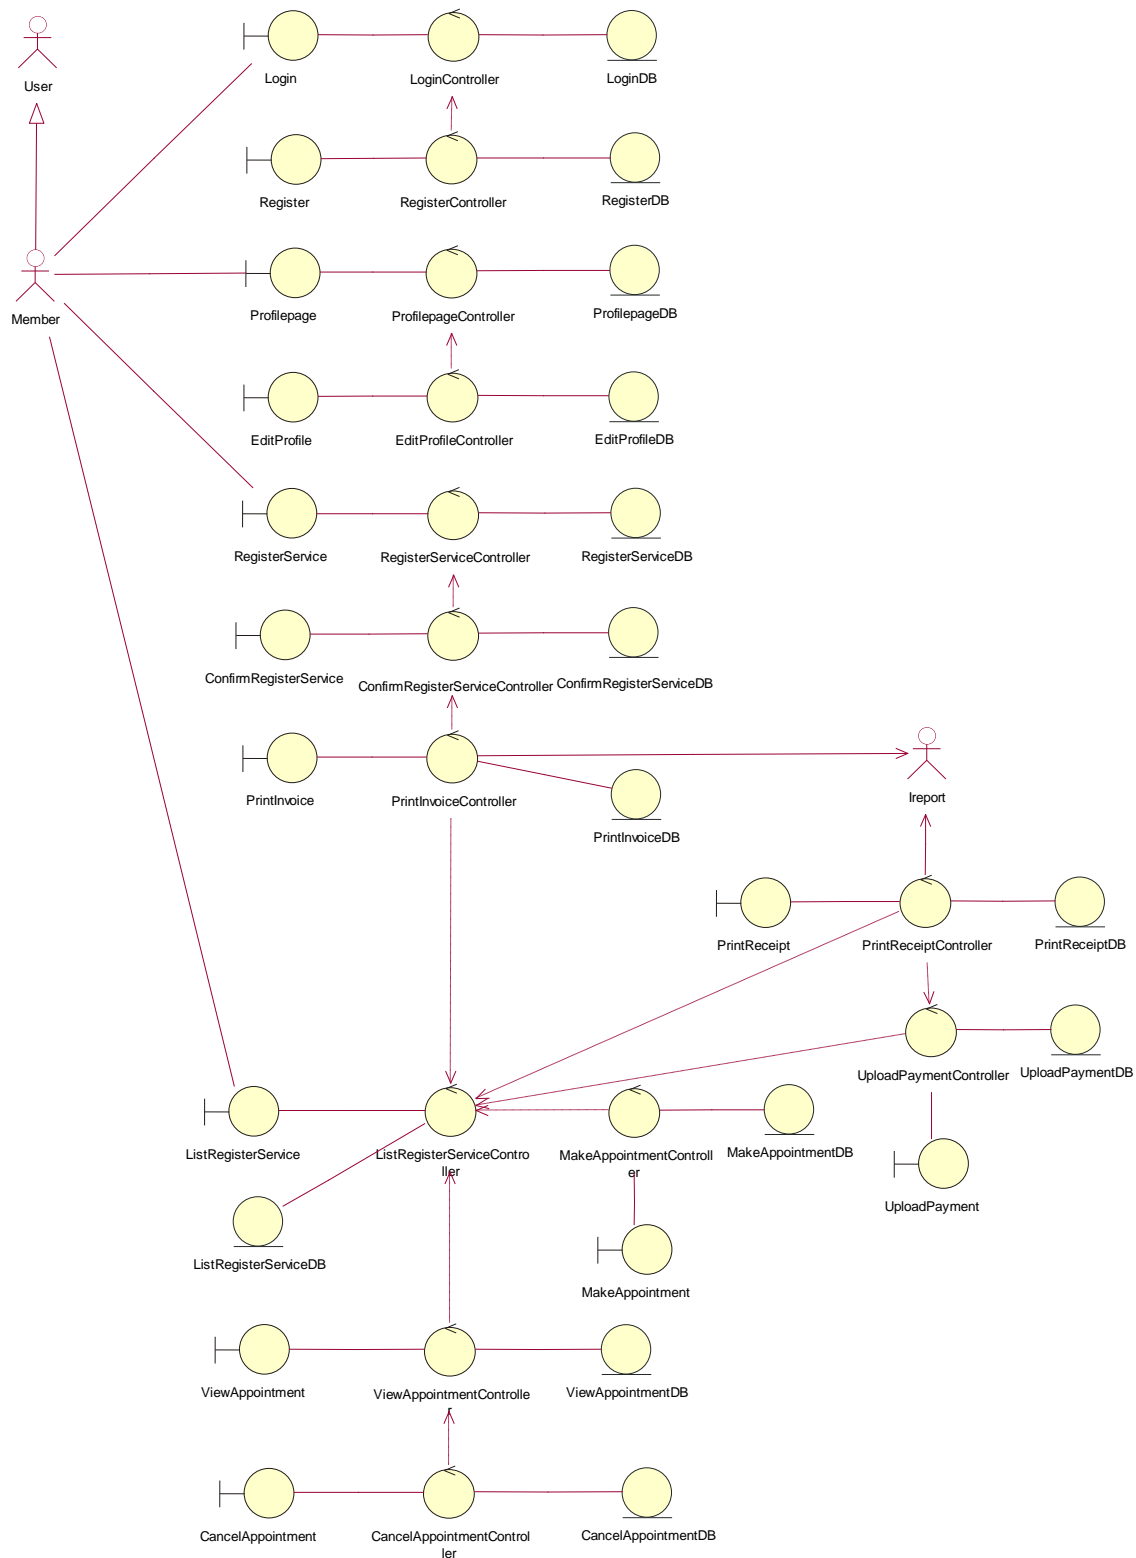 User
Login
LoginController
LoginDB
Register
RegisterController
RegisterDB
Member
Profilepage
ProfilepageController
ProfilepageDB
EditProfile
EditProfileController
EditProfileDB
RegisterService
RegisterServiceController
RegisterServiceDB
ConfirmRegisterService
ConfirmRegisterServiceController
ConfirmRegisterServiceDB
PrintInvoice
PrintInvoiceController
PrintInvoiceDB
Ireport
PrintReceipt
PrintReceiptController
PrintReceiptDB
UploadPaymentController
UploadPaymentDB
UploadPayment
ListRegisterService
ListRegisterServiceContro
ller
MakeAppointmentControll
er
MakeAppointmentDB
ListRegisterServiceDB
MakeAppointment
ViewAppointment
ViewAppointmentControlle
r
ViewAppointmentDB
CancelAppointment
CancelAppointmentControl
ler
CancelAppointmentDB